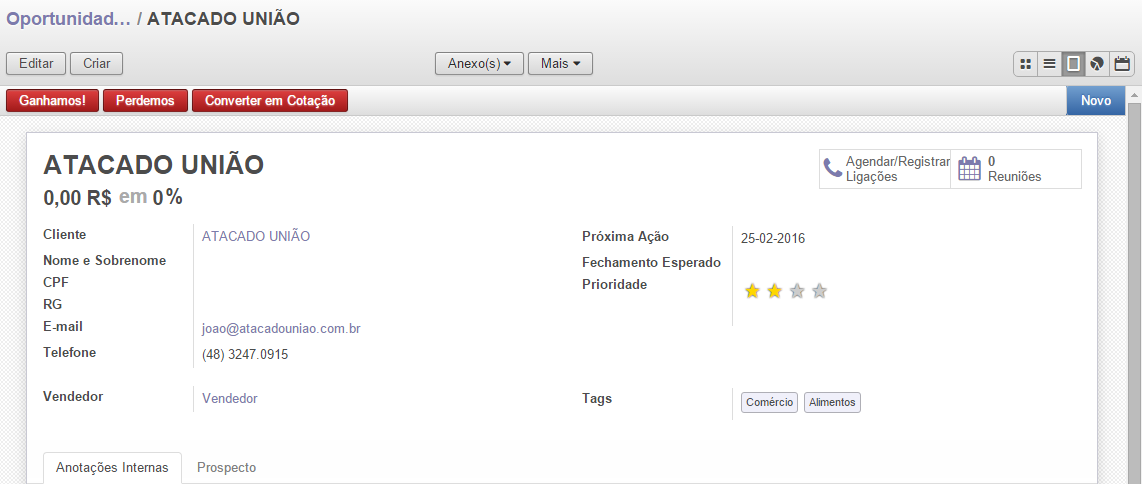 Oportunidad... / ATACADO UNIÃO
Editar Criar Anexo(s) Mais
Ganhamos! Perdemos Converter em Cotação Novo
ATACADO UNIÃO
Agendar/Registrar Ligações
0 Reuniões
0,00 R$ em 0%
Cliente ATACADO UNIÃO
Nome e Sobrenome
CPF
RG
E-mail joao@atacadouniao.com.br
Telefone (48) 3247.0915
Próxima Ação 25-02-2016
Fechamento Esperado
Prioridade
Vendedor Vendedor
Tags Comércio Alimentos
Anotações Internas Prospecto